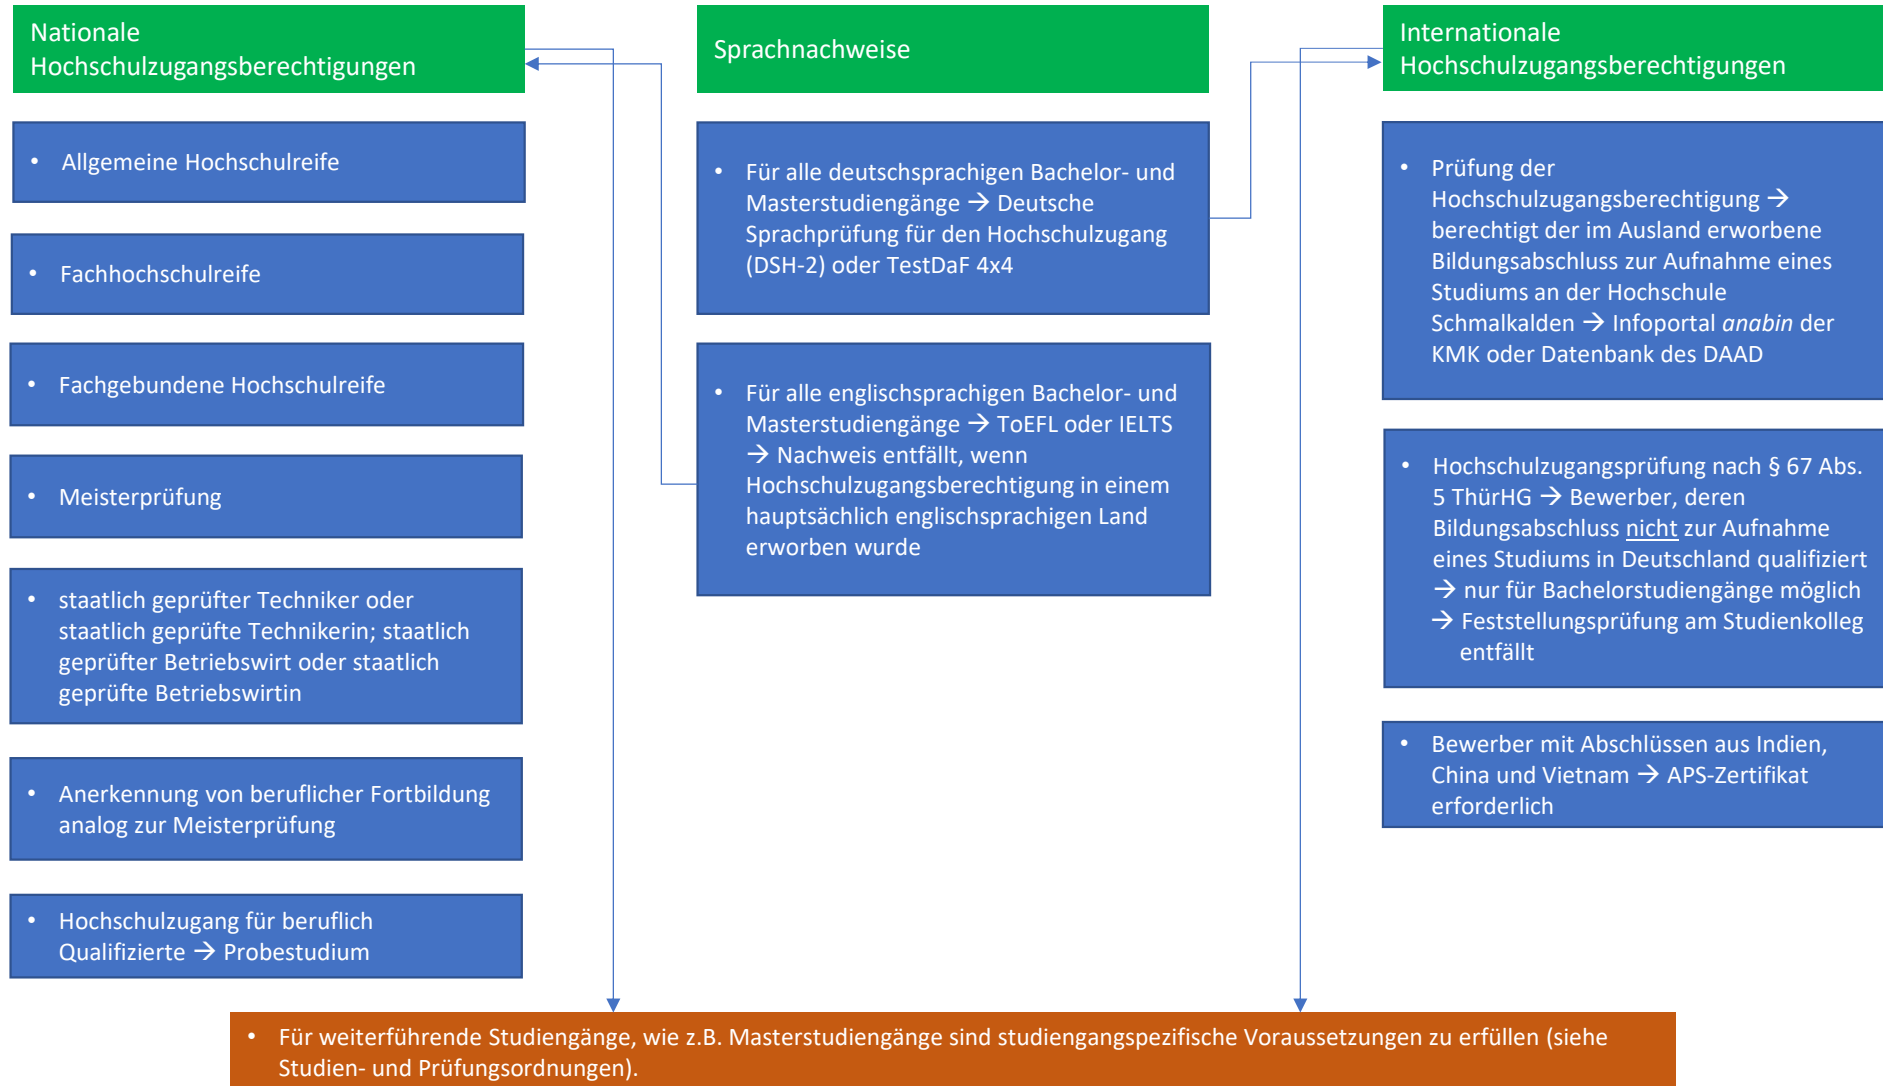 Nationale
Hochschulzugangsberechtigungen
• Allgemeine Hochschulreife
• Fachhochschulreife
• Fachgebundene Hochschulreife
• Meisterprüfung
• staatlich geprüfter Techniker oder
staatlich geprüfte Technikerin; staatlich
geprüfter Betriebswirt oder staatlich
geprüfte Betriebswirtin
• Anerkennung von beruflicher Fortbildung
analog zur Meisterprüfung
• Hochschulzugang für beruflich
Qualifizierte → Probestudium
Sprachnachweise
• Für alle deutschsprachigen Bachelor- und
Masterstudiengänge → Deutsche
Sprachprüfung für den Hochschulzugang
(DSH-2) oder TestDaF 4x4
• Für alle englischsprachigen Bachelor- und
Masterstudiengänge → ToEFL oder IELTS
→ Nachweis entfällt, wenn
Hochschulzugangsberechtigung in einem
hauptsächlich englischsprachigen Land
erworben wurde
Internationale
Hochschulzugangsberechtigungen
• Prüfung der
Hochschulzugangsberechtigung →
berechtigt der im Ausland erworbene
Bildungsabschluss zur Aufnahme eines
Studiums an der Hochschule
Schmalkalden → Infoportal anabin der
KMK oder Datenbank des DAAD
• Hochschulzugangsprüfung nach § 67 Abs.
5 ThürHG → Bewerber, deren
Bildungsabschluss nicht zur Aufnahme
eines Studiums in Deutschland qualifiziert
→ nur für Bachelorstudiengänge möglich
→ Feststellungsprüfung am Studienkolleg
entfällt
• Bewerber mit Abschlüssen aus Indien,
China und Vietnam → APS-Zertifikat
erforderlich
• Für weiterführende Studiengänge, wie z.B. Masterstudiengänge sind studiengangspezifische Voraussetzungen zu erfüllen (siehe
Studien- und Prüfungsordnungen).